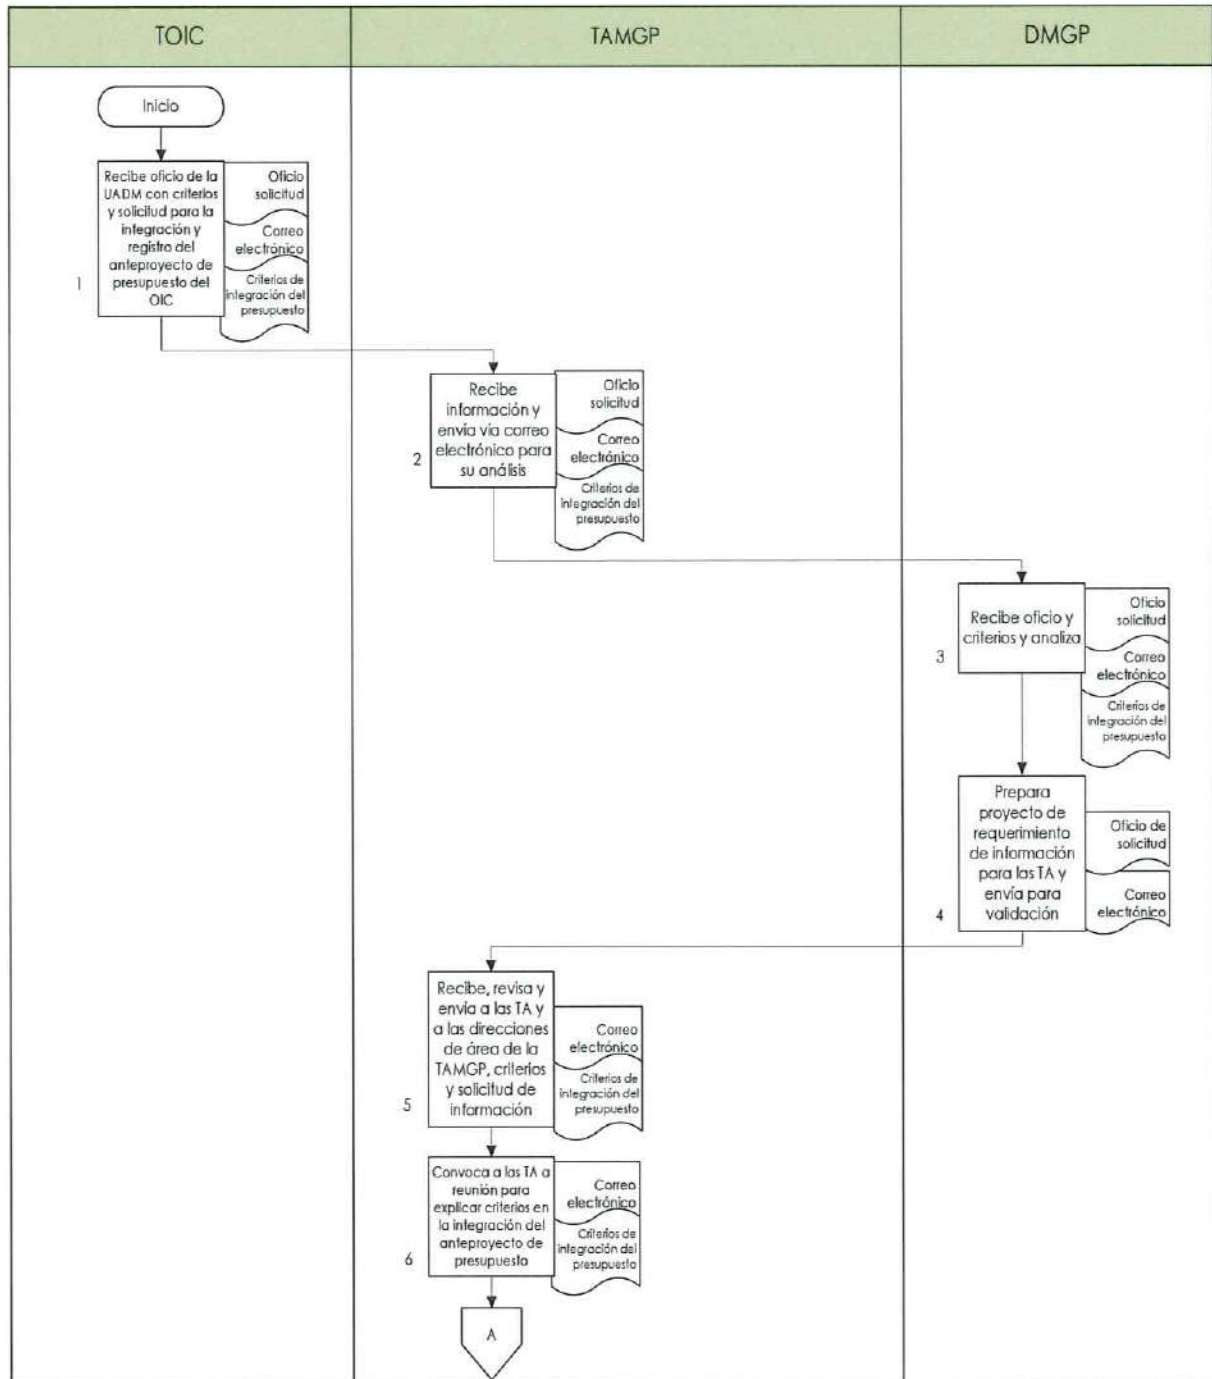 TOIC
TAMGP
DMGP
Inicio
Recibe oficio de la
UADM con criterios
y solicitud para la
integración y
registro del
anteproyecto de
presupuesto del
OIC
1
Oficio
solicitud
Correo
electrónico
Criterios de
integración del
presupuesto
Recibe
información y
envía vía correo
electrónico para
su análisis
2
Oficio
solicitud
Correo
electrónico
Criterios de
integración del
presupuesto
Recibe oficio y
criterios y analiza
3
Oficio
solicitud
Correo
electrónico
Criterios de
integración del
presupuesto
Prepara
proyecto de
requerimiento
de información
para las TA y
envía para
validación
4
Oficio de
solicitud
Correo
electrónico
Recibe, revisa y
envía a las TA y
a las direcciones
de área de la
TAMGP, criterios
y solicitud de
información
5
Correo
electrónico
Criterios de
integración del
presupuesto
Convoca a las TA a
reunión para
explicar criterios en
la integración del
anteproyecto de
presupuesto
6
Correo
electrónico
Criterios de
integración del
presupuesto
A